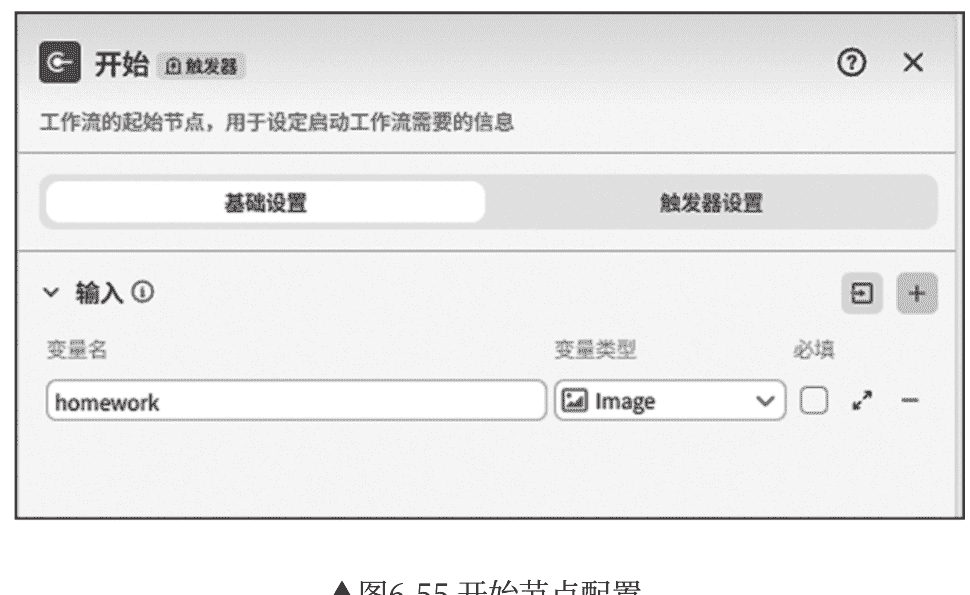 开始 触发器
工作流的起始节点，用于设定启动工作流需要的信息
基础设置 触发器设置
输入
变量名 变量类型 必填
homework Image
▲图6-55 开始节点配置